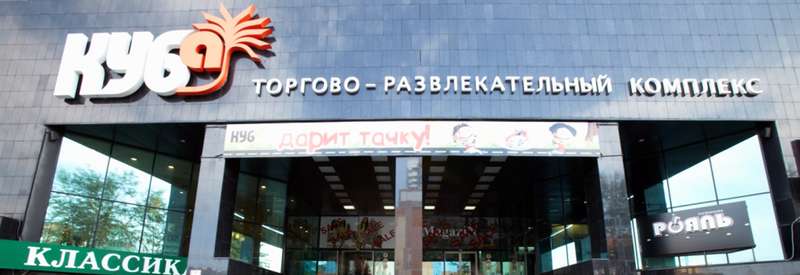 КУБа
ТОРГОВО – РАЗВЛЕКАТЕЛЬНЫЙ КОМПЛЕКС
КУБ дарит тачку!
РОЯЛЬ
КЛАССИК